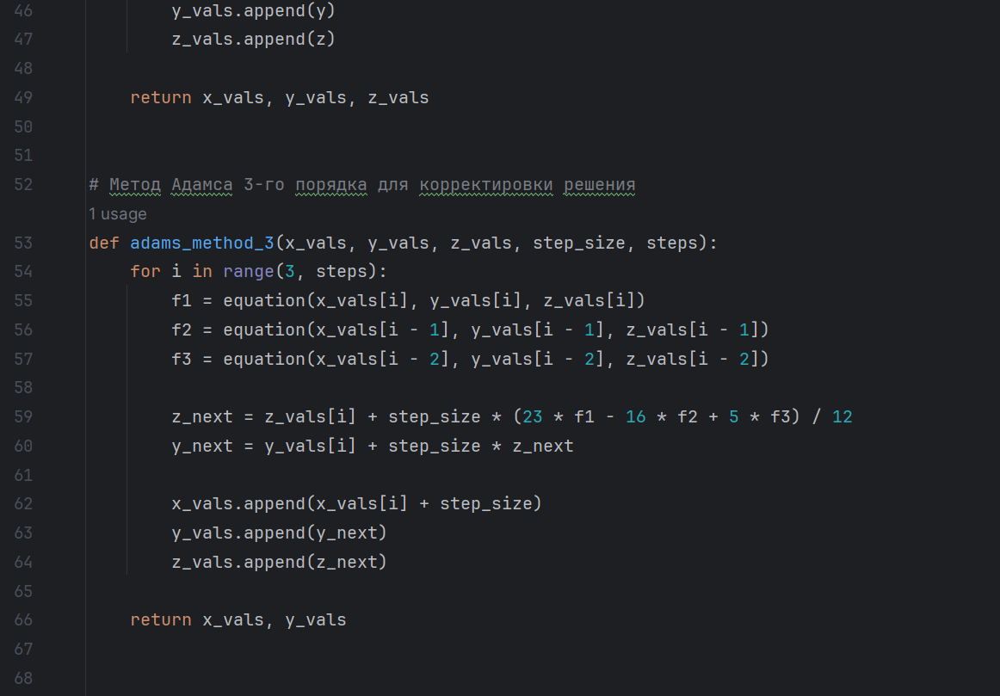 46 y_vals.append(y)
47 z_vals.append(z)
48
49 return x_vals, y_vals, z_vals
50
51
52 # Метод Адамса 3-го порядка для корректировки решения
1 usage
53 def adams_method_3(x_vals, y_vals, z_vals, step_size, steps):
54 for i in range(3, steps):
55 f1 = equation(x_vals[i], y_vals[i], z_vals[i])
56 f2 = equation(x_vals[i - 1], y_vals[i - 1], z_vals[i - 1])
57 f3 = equation(x_vals[i - 2], y_vals[i - 2], z_vals[i - 2])
58
59 z_next = z_vals[i] + step_size * (23 * f1 - 16 * f2 + 5 * f3) / 12
60 y_next = y_vals[i] + step_size * z_next
61
62 x_vals.append(x_vals[i] + step_size)
63 y_vals.append(y_next)
64 z_vals.append(z_next)
65
66 return x_vals, y_vals
67
68